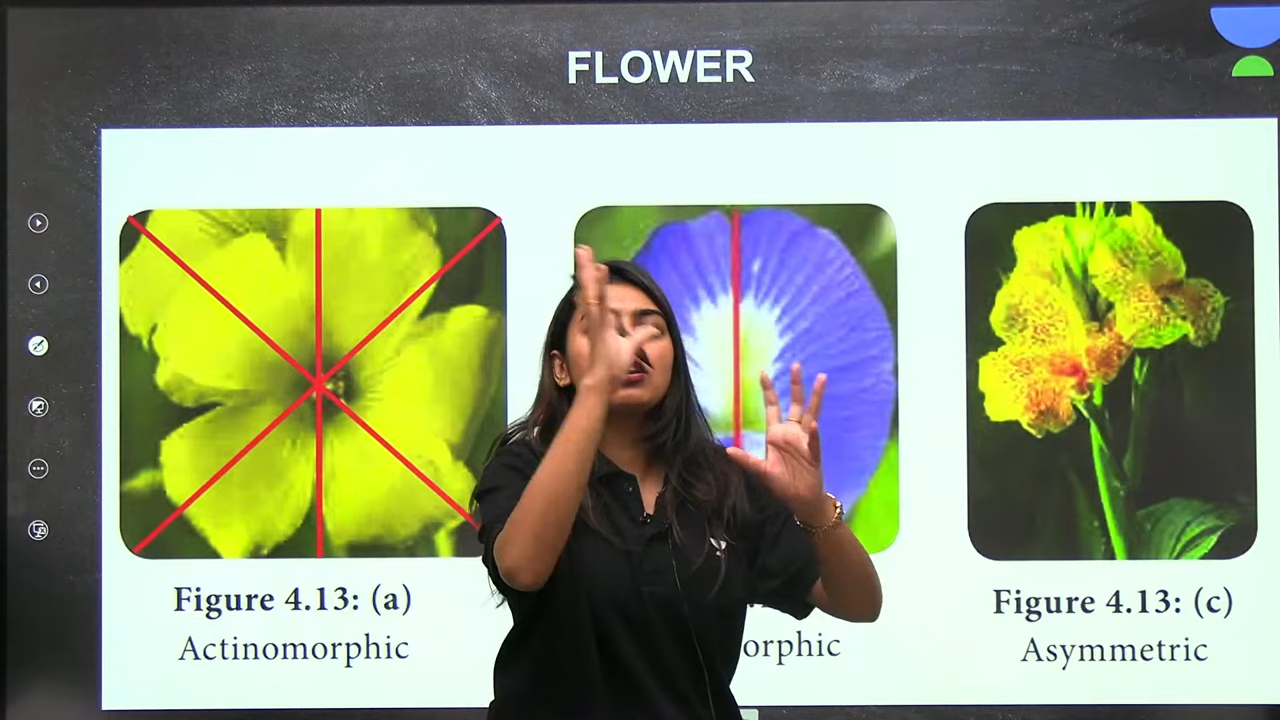 FLOWER
Figure 4.13: (a)
Actinomorphic
orphic
Figure 4.13: (c)
Asymmetric